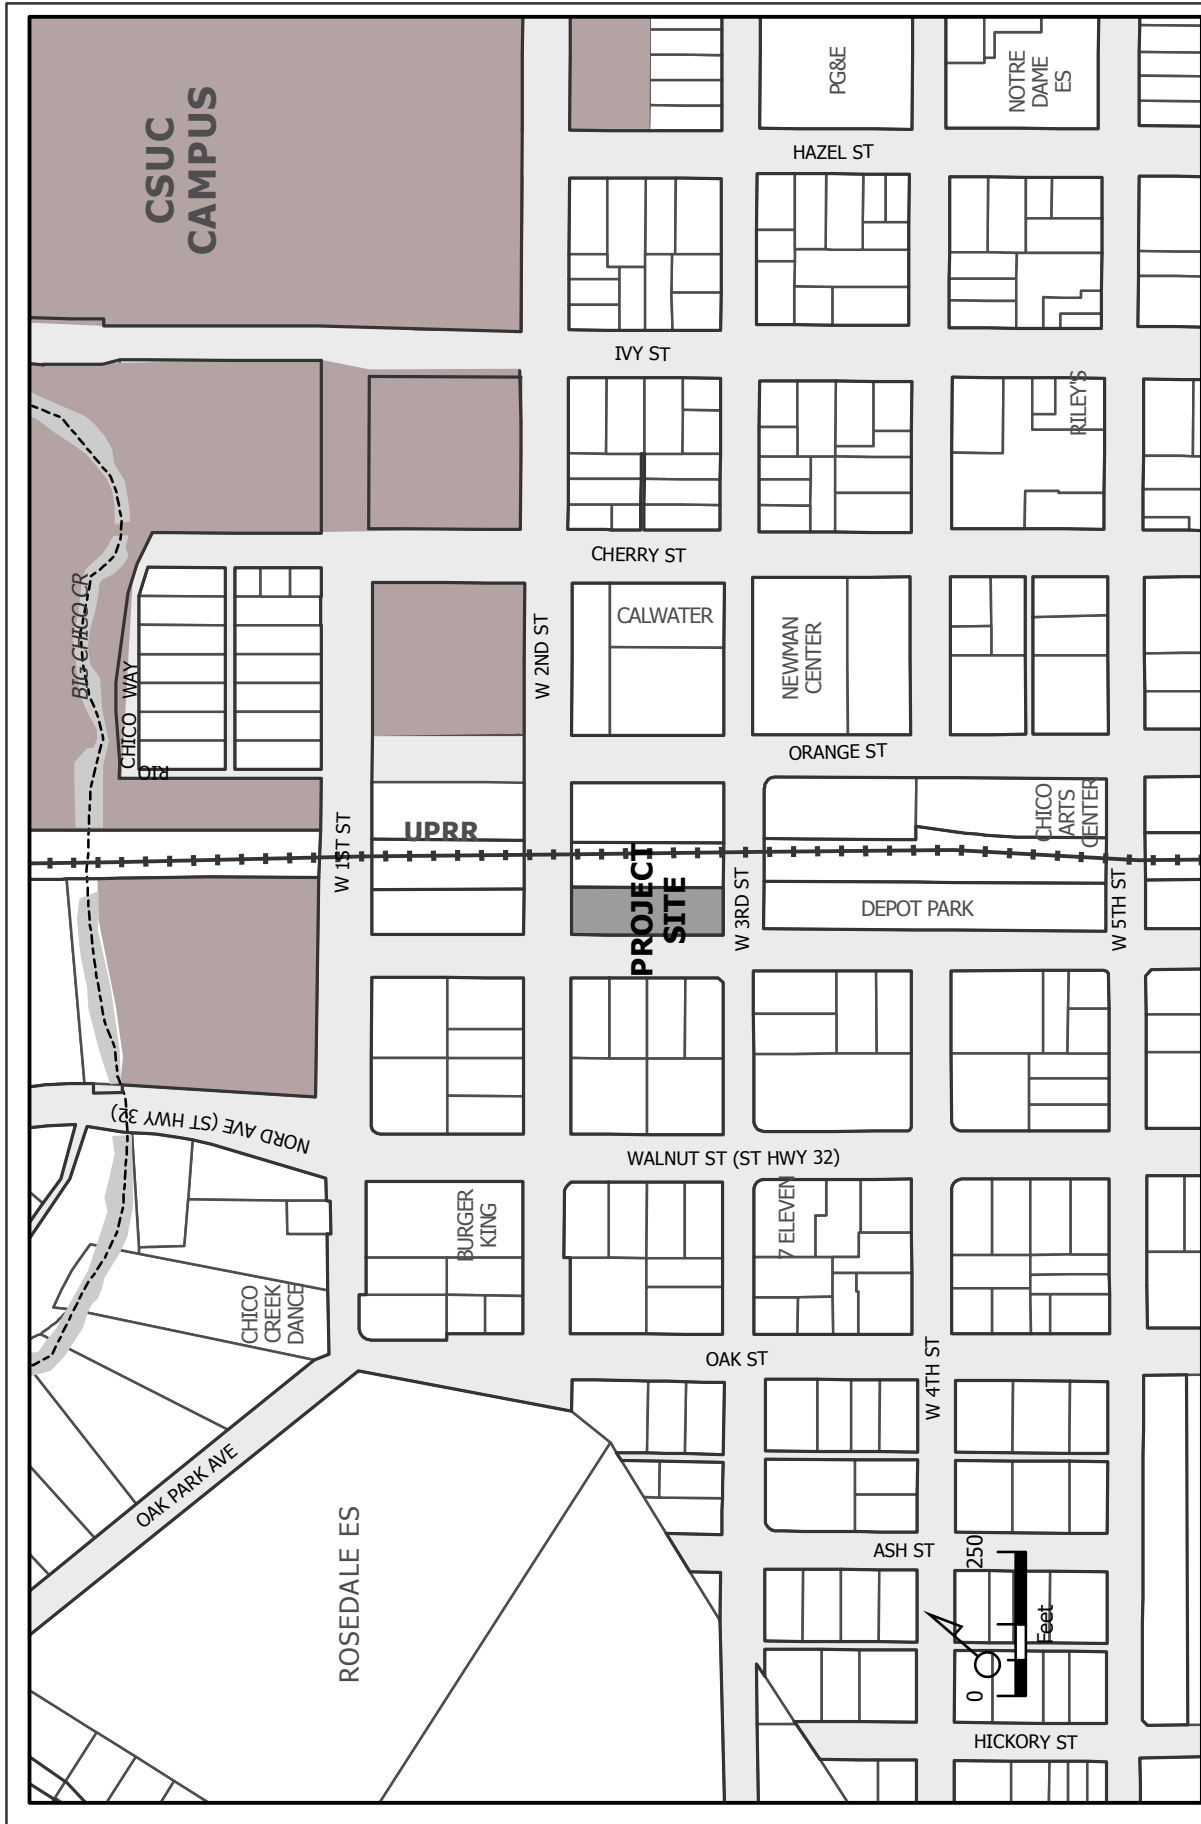 CSUC
CAMPUS
PG&E
NOTRE
DAME
ES
HAZEL ST
IVY ST
RILEY'S
CHERRY ST
BIG CHICO CR
RIO
CHICO WAY
W 2ND ST
CALWATER
NEWMAN
CENTER
ORANGE ST
W 1ST ST
UPRR
CHICO
ARTS
CENTER
PROJECT
SITE
W 3RD ST
DEPOT PARK
W 5TH ST
NORD AVE (ST HWY 32)
WALNUT ST (ST HWY 32)
BURGER
KING
7 ELEVEN
CHICO
CREEK
DANCE
OAK ST
W 4TH ST
OAK PARK AVE
ROSEDALE ES
ASH ST
0
250
Feet
HICKORY ST